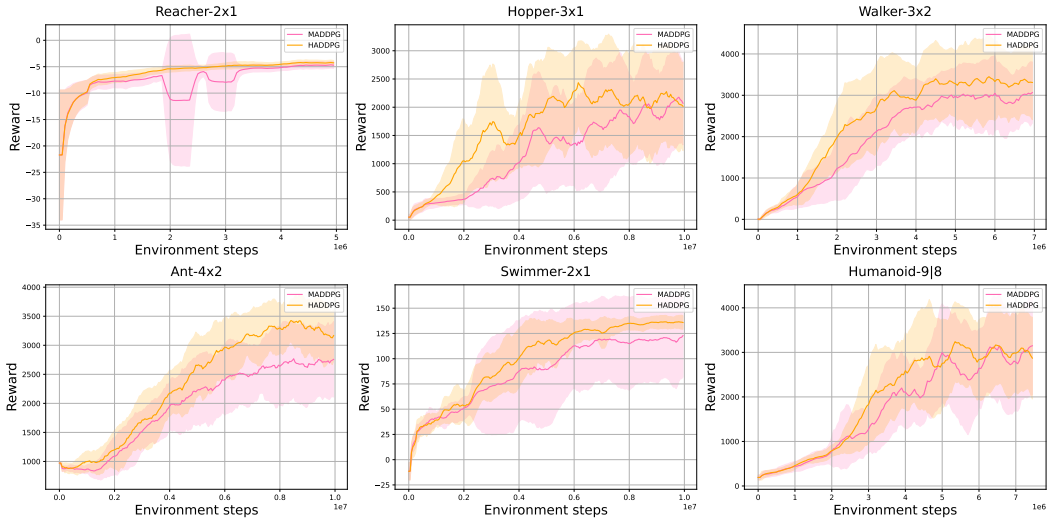 Reacher-2x1
MADDPG
HADDPG
Reward
0
−5
−10
−15
−20
−25
−30
−35
0 1 2 3 4 5
1e6
Environment steps
Hopper-3x1
MADDPG
HADDPG
Reward
3000
2500
2000
1500
1000
500
0
0.0 0.2 0.4 0.6 0.8 1.0
1e7
Environment steps
Walker-3x2
MADDPG
HADDPG
Reward
4000
3000
2000
1000
0
0 1 2 3 4 5 6 7
1e6
Environment steps
Ant-4x2
MADDPG
HADDPG
Reward
4000
3500
3000
2500
2000
1500
1000
0.0 0.2 0.4 0.6 0.8 1.0
1e7
Environment steps
Swimmer-2x1
MADDPG
HADDPG
Reward
150
125
100
75
50
25
0
−25
0.0 0.2 0.4 0.6 0.8 1.0
1e7
Environment steps
Humanoid-9|8
MADDPG
HADDPG
Reward
4000
3000
2000
1000
0
0 1 2 3 4 5 6 7
1e6
Environment steps